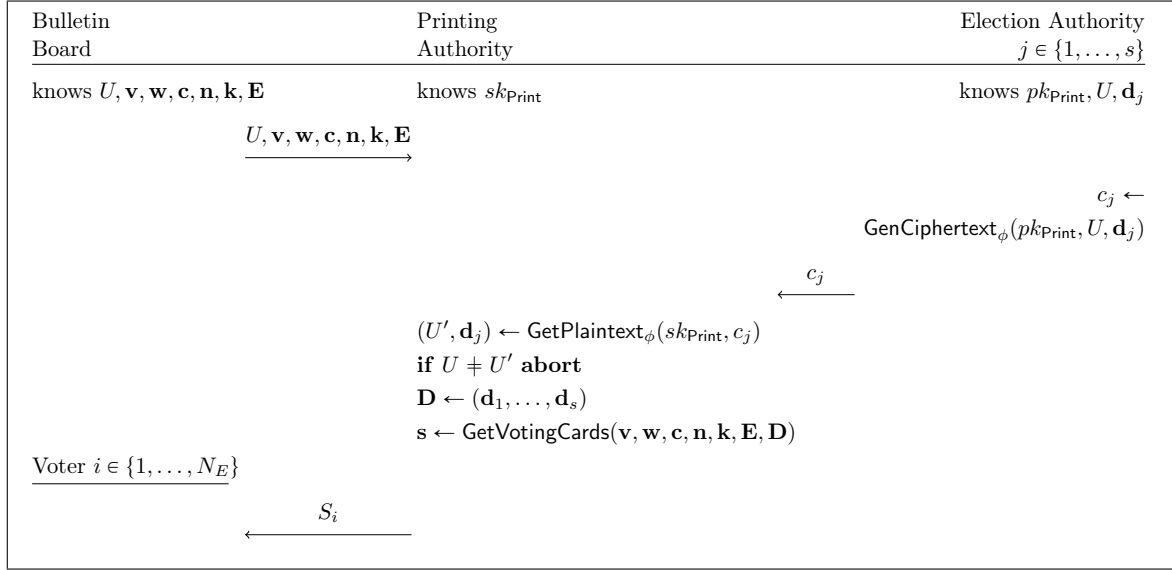 Bulletin Board Printing Authority Election Authority j ∈ {1, . . . , s}
knows U, v, w, c, n, k, E knows sk_Print knows pk_Print, U, d_j
U, v, w, c, n, k, E
c_j ←
GenCiphertext_ϕ(pk_Print, U, d_j)
c_j
(U′, d_j) ← GetPlaintext_ϕ(sk_Print, c_j)
if U ≠ U′ abort
D ← (d_1, . . . , d_s)
s ← GetVotingCards(v, w, c, n, k, E, D)
Voter i ∈ {1, . . . , N_E}
S_i